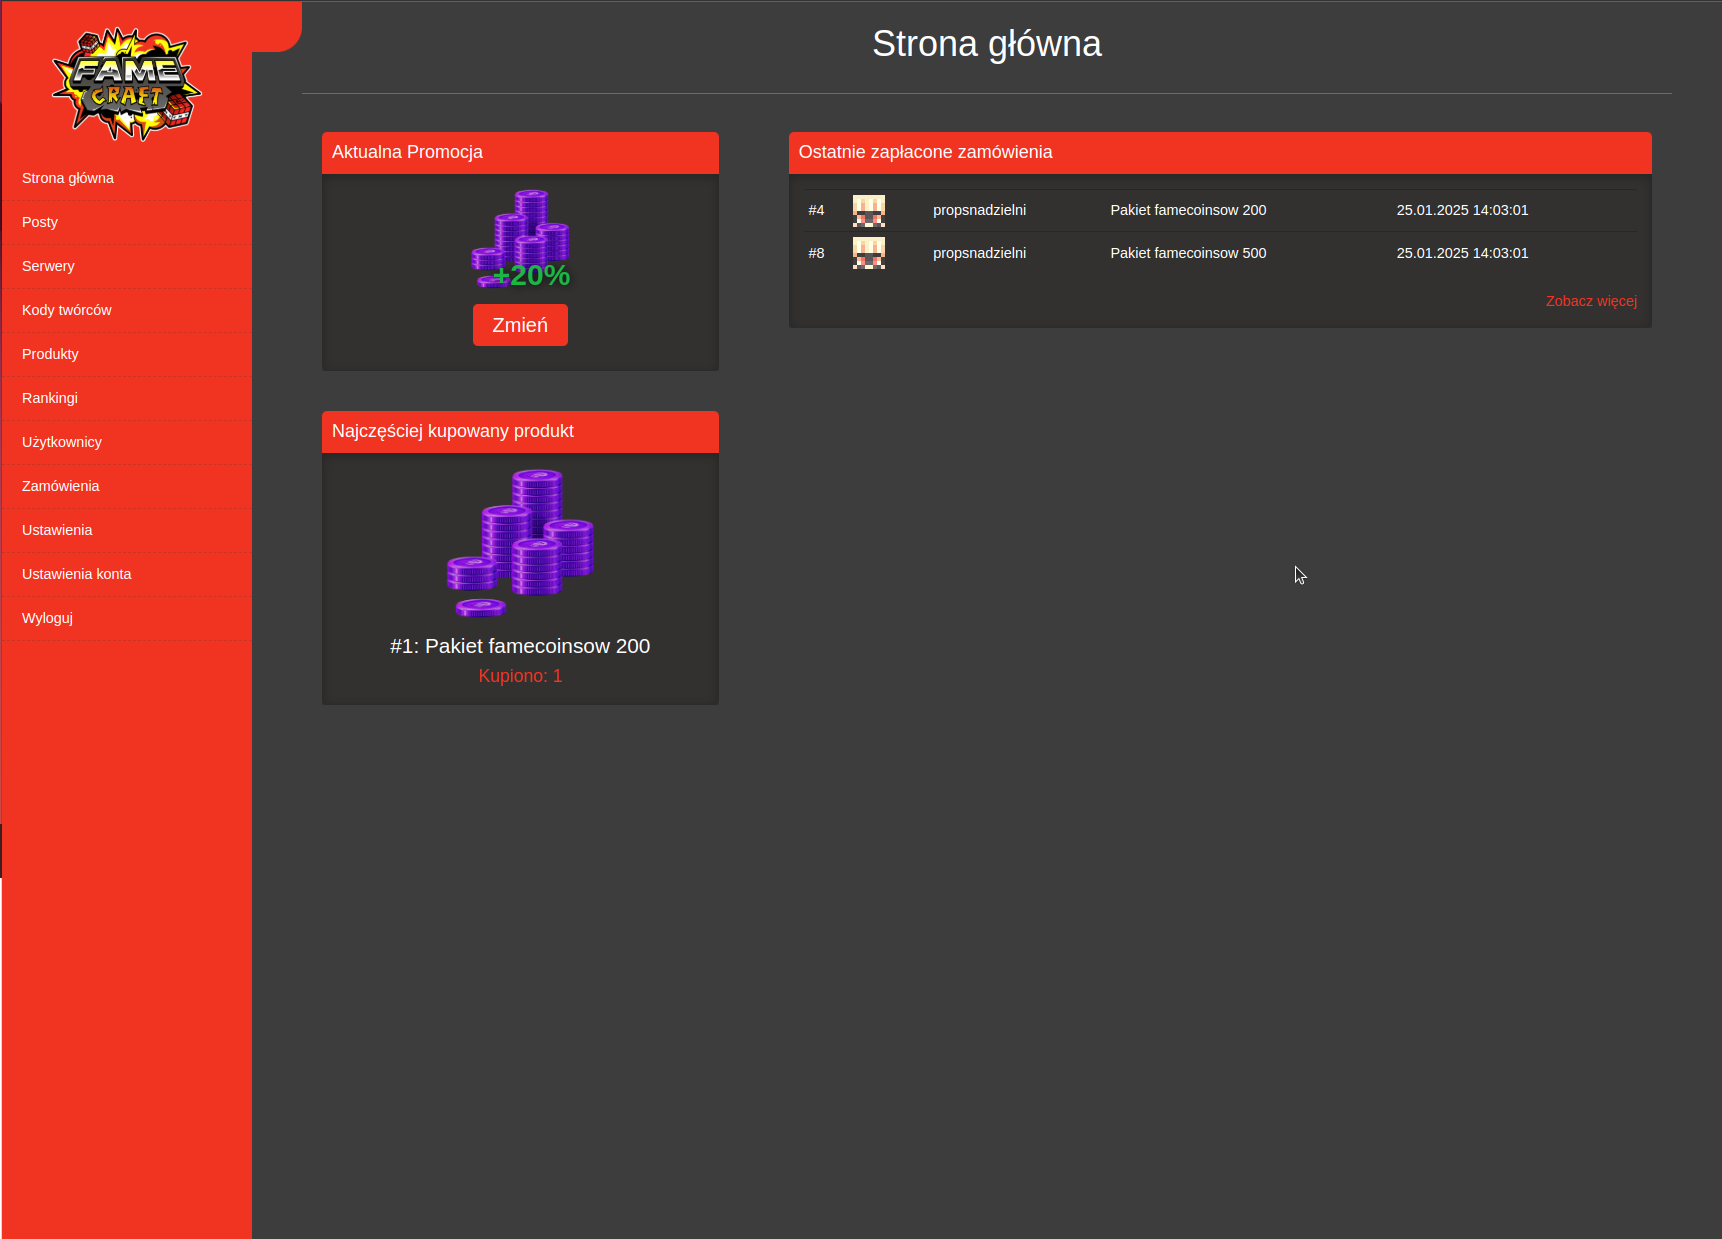 FAME
CRAFT
Strona główna
Posty
Serwery
Kody twórców
Produkty
Rankingi
Użytkownicy
Zamówienia
Ustawienia
Ustawienia konta
Wyloguj
Strona główna
Aktualna Promocja
+20%
Zmień
Najczęściej kupowany produkt
#1: Pakiet famecoinsow 200
Kupiono: 1
Ostatnie zapłacone zamówienia
#4 propsnadzielni Pakiet famecoinsow 200 25.01.2025 14:03:01
#8 propsnadzielni Pakiet famecoinsow 500 25.01.2025 14:03:01
Zobacz więcej